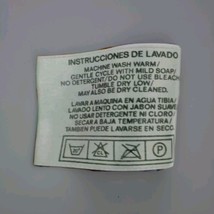 INSTRUCCIONES DE LAVADO
MACHINE WASH WARM/
GENTLE CYCLE WITH MILD SOAP/
NO DETERGENT/DO NOT USE BLEACH/
TUMBLE DRY LOW/
MAY ALSO BE DRY CLEANED.
LAVAR A MAQUINA EN AGUA TIBIA/
LAVADO LENTO CON JABON SUAVE/
NO USAR DETERGENTE NI CLORO/
SECAR A BAJA TEMPERATURA/
TAMBIEN PUEDE LAVARSE EN SECO.
P